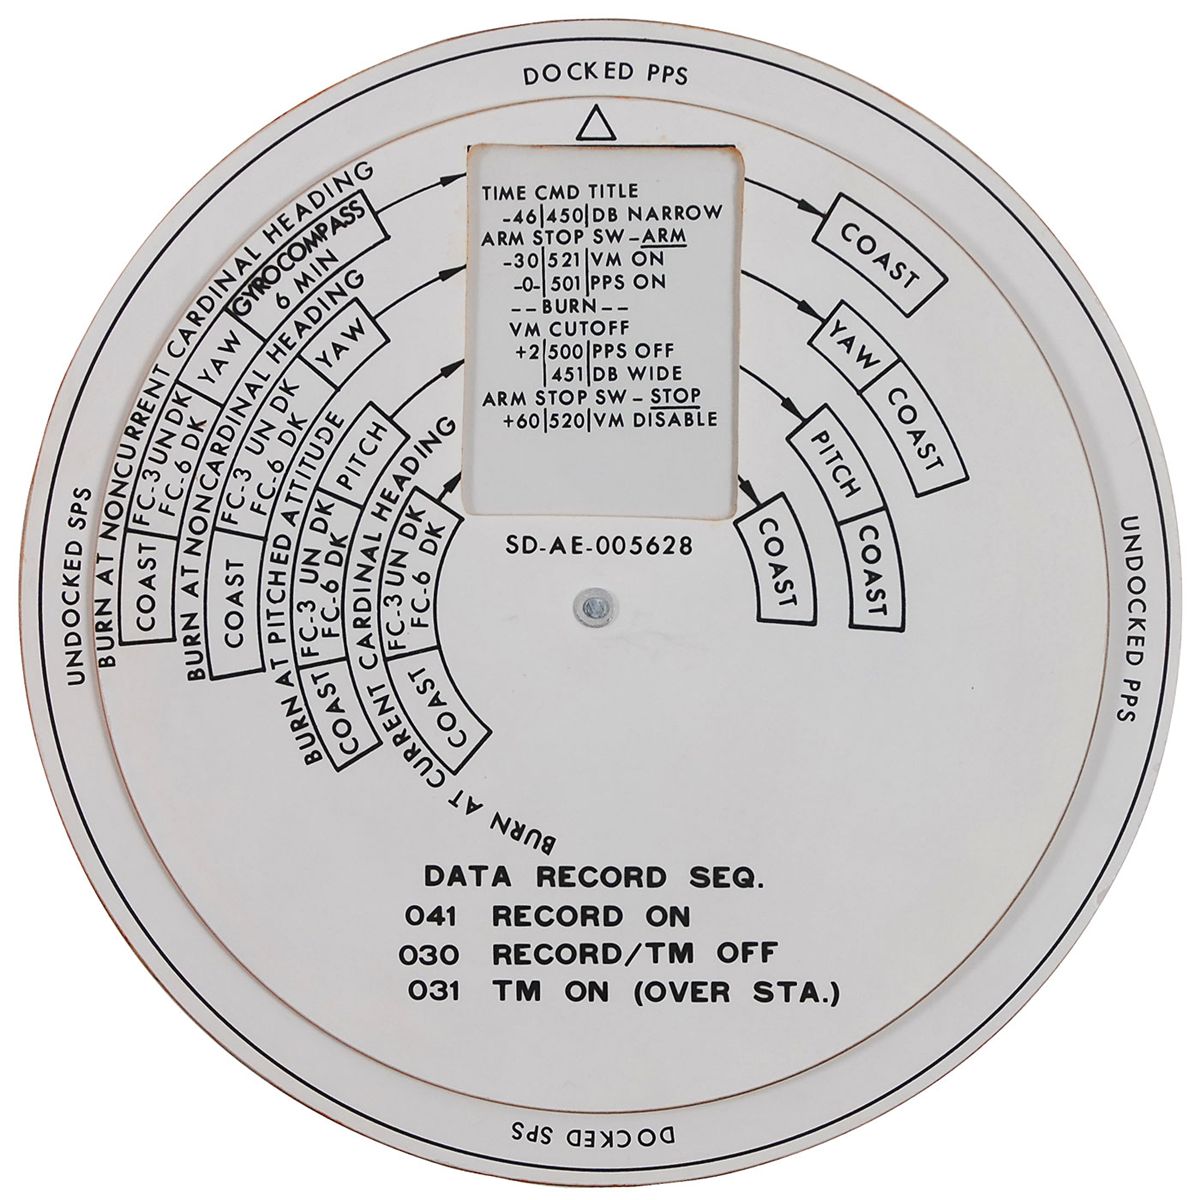 DOCKED PPS
TIME CMD TITLE
-46|450|DB NARROW
ARM STOP SW-ARM
-30|521|VM ON
-0-|501|PPS ON
--BURN--
VM CUTOFF
+2|500|PPS OFF
|451|DB WIDE
ARM STOP SW-STOP
+60|520|VM DISABLE
SD-AE-005628
UNDOCKED SPS
BURN AT NONCURRENT CARDINAL HEADING
COAST
FC-3 UN DK
FC-6 DK
YAW
GYROCOMPASS
6 MIN
COAST
BURN AT NONCARDINAL HEADING
COAST
FC-3 UN DK
FC-6 DK
YAW
YAW
COAST
BURN AT PITCHED ATTITUDE
COAST
FC-3 UN DK
FC-6 DK
PITCH
PITCH
COAST
BURN AT CURRENT CARDINAL HEADING
COAST
FC-3 UN DK
FC-6 DK
COAST
UNDOCKED PPS
DATA RECORD SEQ.
041 RECORD ON
030 RECORD/TM OFF
031 TM ON (OVER STA.)
DOCKED SPS